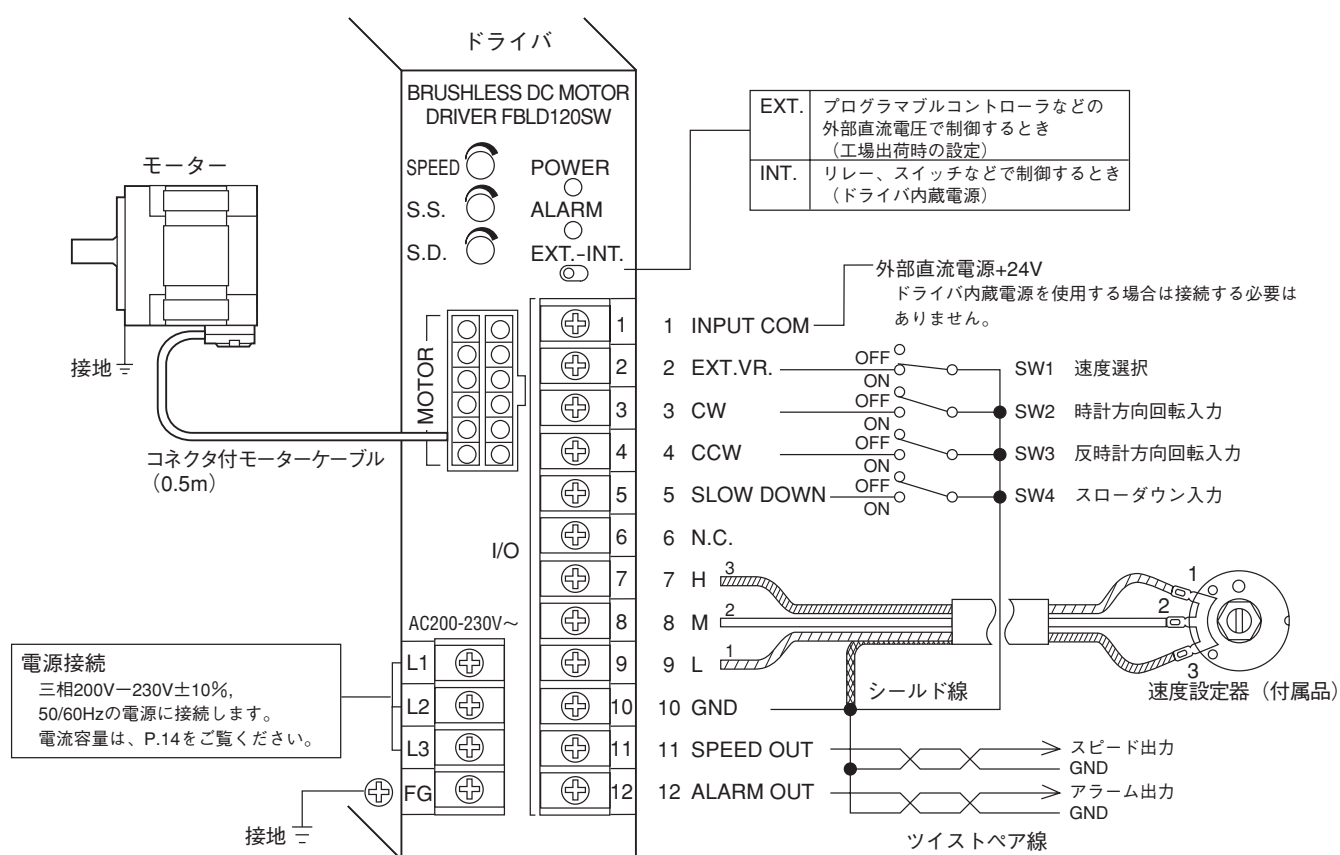 ドライバ
BRUSHLESS DC MOTOR
DRIVER FBLD120SW
SPEED
POWER
S.S.
ALARM
S.D.
EXT.-INT.
EXT.
プログラマブルコントローラなどの
外部直流電圧で制御するとき
（工場出荷時の設定）
INT.
リレー、スイッチなどで制御するとき
（ドライバ内蔵電源）
モーター
接地
コネクタ付モーターケーブル
（0.5m）
MOTOR
I/O
1
2
3
4
5
6
7
8
9
10
11
12
外部直流電源+24V
ドライバ内蔵電源を使用する場合は接続する必要は
ありません。
1 INPUT COM
2 EXT.VR.
OFF
ON
SW1 速度選択
3 CW
OFF
ON
SW2 時計方向回転入力
4 CCW
OFF
ON
SW3 反時計方向回転入力
5 SLOW DOWN
OFF
ON
SW4 スローダウン入力
6 N.C.
7 H
3
8 M
2
9 L
1
1
2
3
シールド線
速度設定器（付属品）
10 GND
11 SPEED OUT
スピード出力
GND
12 ALARM OUT
アラーム出力
GND
ツイストペア線
AC200-230V～
L1
L2
L3
FG
電源接続
三相200V－230V±10％,
50/60Hzの電源に接続します。
電流容量は、P.14をご覧ください。
接地